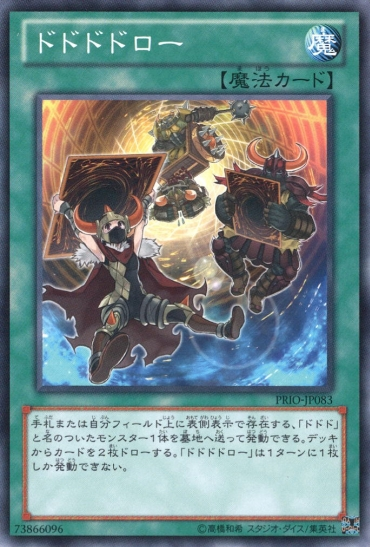 ドドドドロー
魔
【魔法カード】
PRIO-JP083
手札または自分フィールド上に表側表示で存在する、「ドドド」
と名のついたモンスター1体を墓地へ送って発動できる。デッキ
からカードを2枚ドローする。「ドドドドロー」は1ターンに1枚
しか発動できない。
73866096
©高橋和希 スタジオ・ダイス/集英社